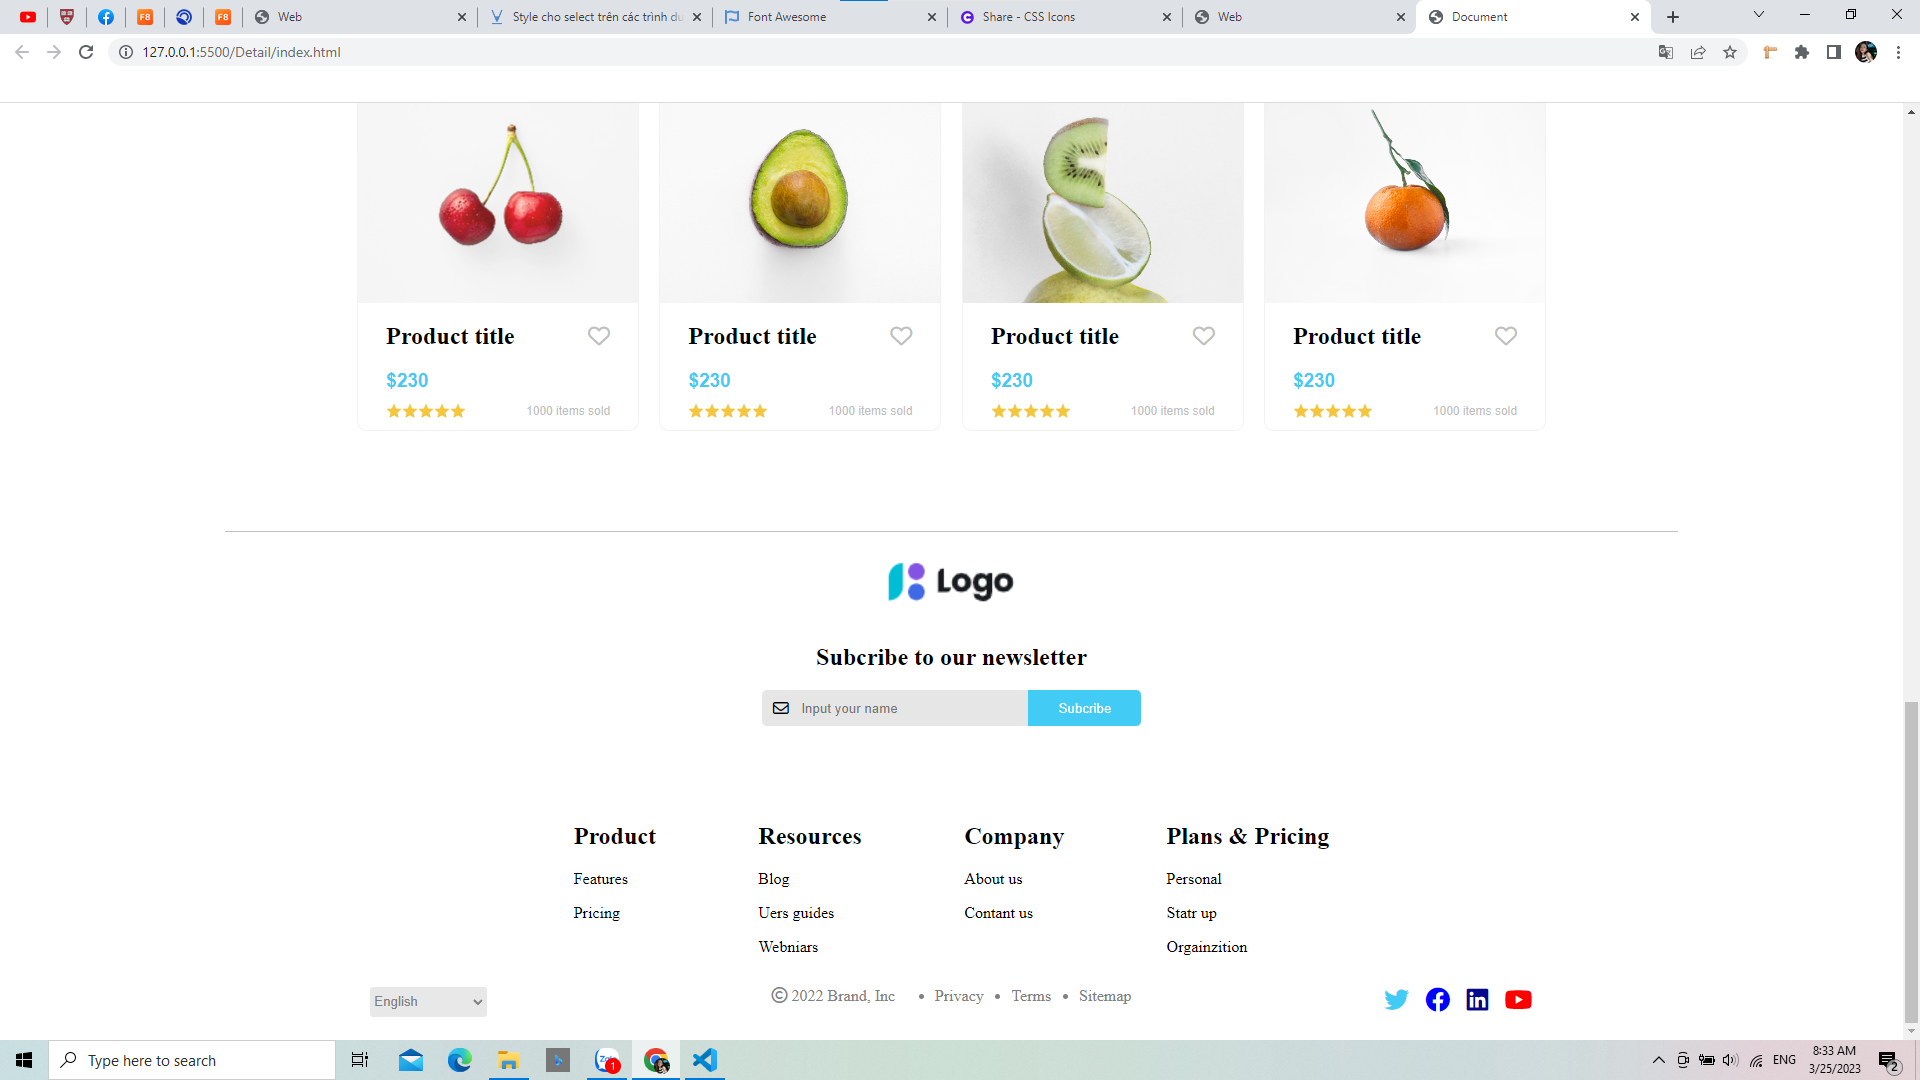 F8
F8
Web
Style cho select trên các trình du
Font Awesome
Share - CSS Icons
Web
Document
127.0.0.1:5500/Detail/index.html
Product title
Product title
Product title
Product title
$230
$230
$230
$230
1000 items sold
1000 items sold
1000 items sold
1000 items sold
Logo
Subcribe to our newsletter
Input your name
Subcribe
Product
Resources
Company
Plans & Pricing
Features
Blog
About us
Personal
Pricing
Uers guides
Contant us
Statr up
Webniars
Orgainzition
English
© 2022 Brand, Inc • Privacy • Terms • Sitemap
Type here to search
1
ENG
8:33 AM
3/25/2023
2